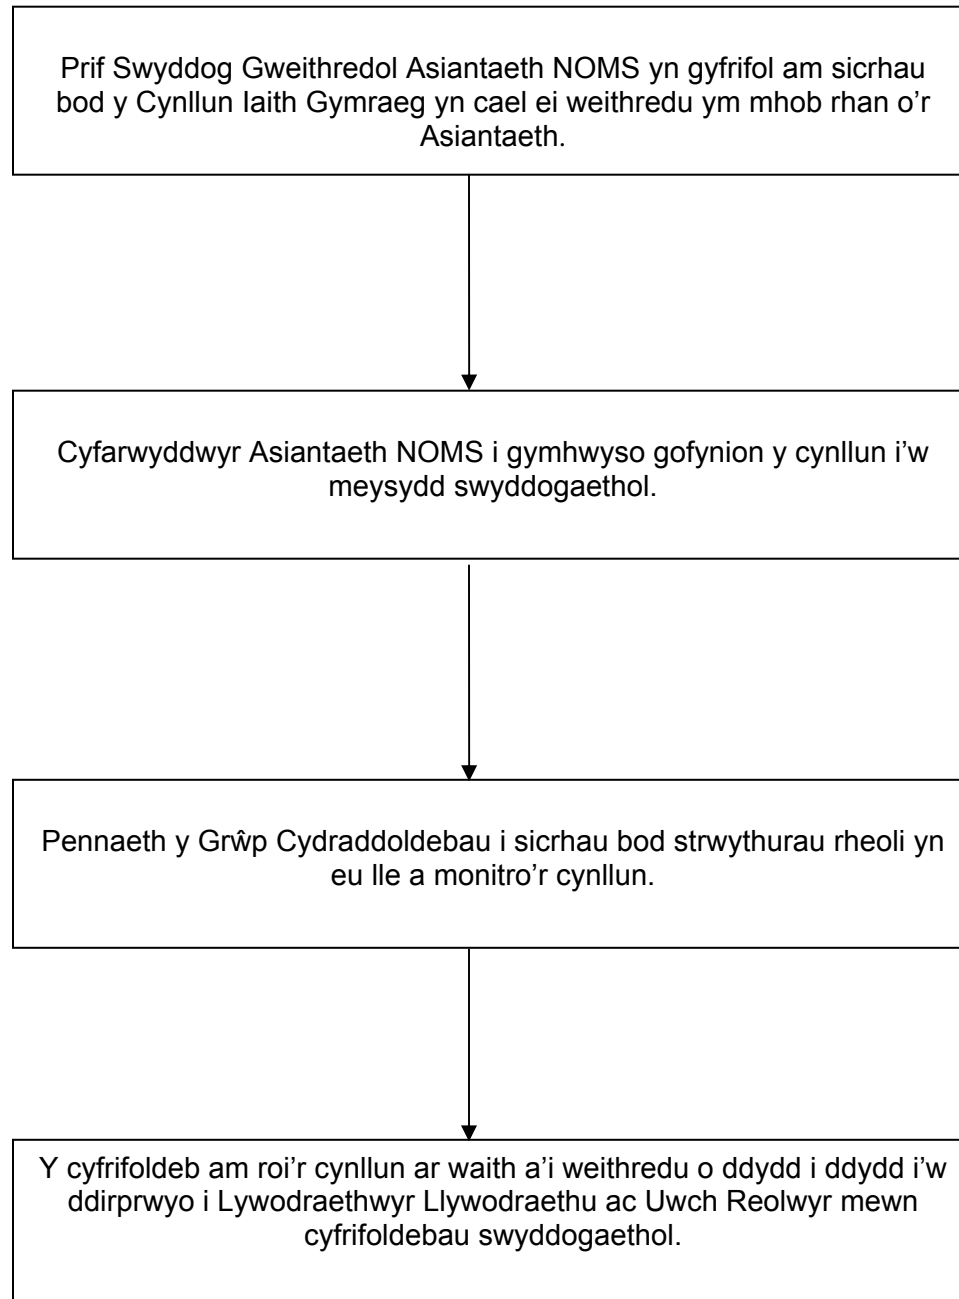 Prif Swyddog Gweithredol Asiantaeth NOMS yn gyfrifol am sicrhau
bod y Cynllun Iaith Gymraeg yn cael ei weithredu ym mhob rhan o’r
Asiantaeth.
Cyfarwyddwyr Asiantaeth NOMS i gymhwyso gofynion y cynllun i’w
meysydd swyddogaethol.
Pennaeth y Grŵp Cydraddoldebau i sicrhau bod strwythurau rheoli yn
eu lle a monitro’r cynllun.
Y cyfrifoldeb am roi’r cynllun ar waith a’i weithredu o ddydd i ddydd i’w
ddirprwyo i Lywodraethwyr Llywodraethu ac Uwch Reolwyr mewn
cyfrifoldebau swyddogaethol.